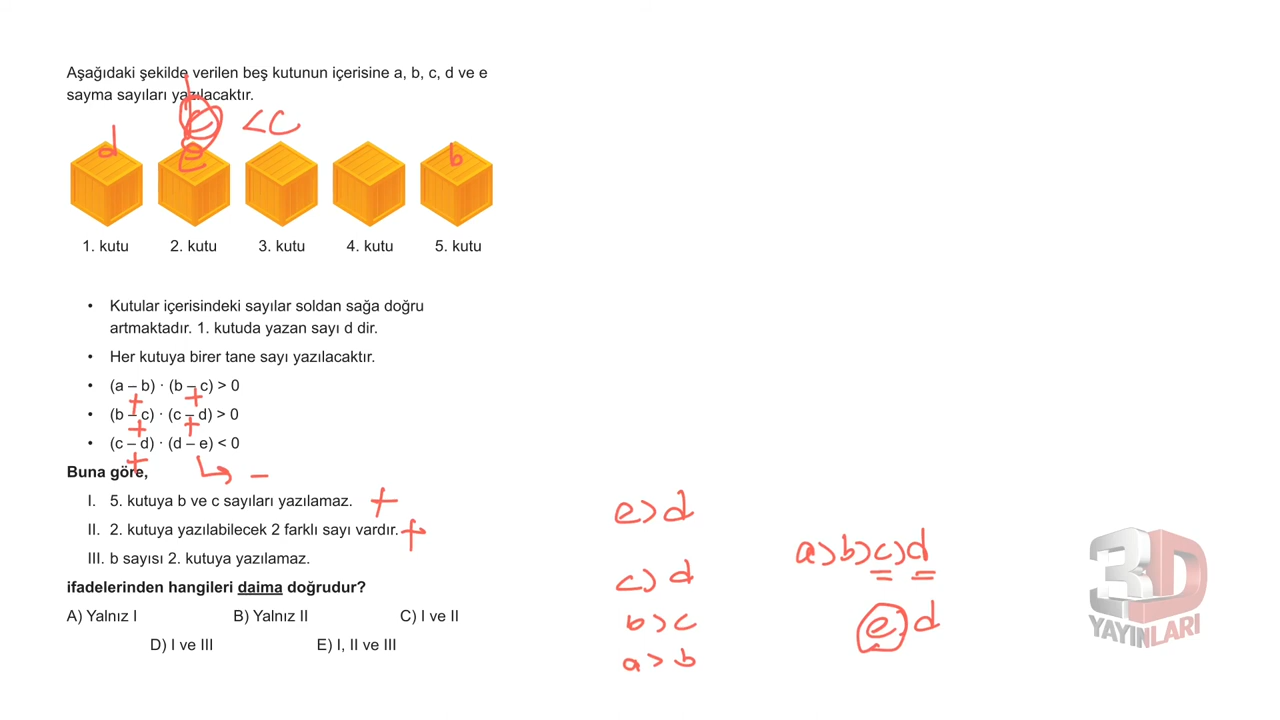 Aşağıdaki şekilde verilen beş kutunun içerisine a, b, c, d ve e
sayma sayıları yazılacaktır.
b
c < c
d
e
b
1. kutu 2. kutu 3. kutu 4. kutu 5. kutu
• Kutular içerisindeki sayılar soldan sağa doğru
artmaktadır. 1. kutuda yazan sayı d dir.
• Her kutuya birer tane sayı yazılacaktır.
• (a – b) · (b – c) > 0
+ +
• (b – c) · (c – d) > 0
+ +
• (c – d) · (d – e) < 0
+ –
Buna göre,
I. 5. kutuya b ve c sayıları yazılamaz. +
II. 2. kutuya yazılabilecek 2 farklı sayı vardır. +
III. b sayısı 2. kutuya yazılamaz.
ifadelerinden hangileri daima doğrudur?
A) Yalnız I B) Yalnız II C) I ve II
D) I ve III E) I, II ve III
e > d
c > d
b > c
a > b
a > b > c > d
e d
3D
YAYINLARI